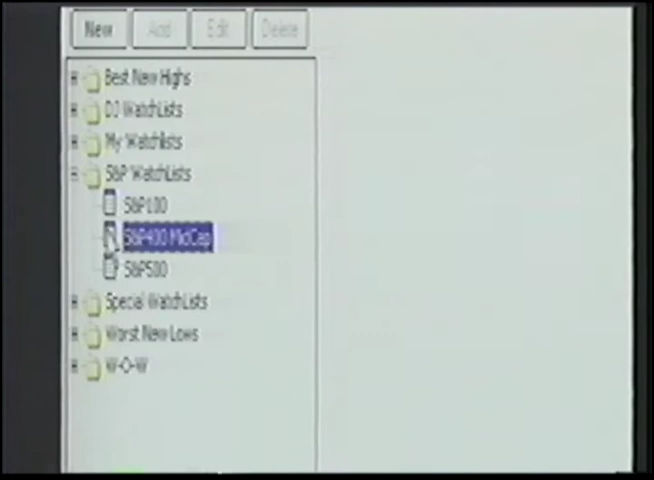 New Add Edit Delete
Best New Highs
DJ WatchLists
My Watchlists
S&P WatchLists
S&P100
S&P400 MidCap
S&P500
Special WatchLists
Worst New Lows
W-O-W